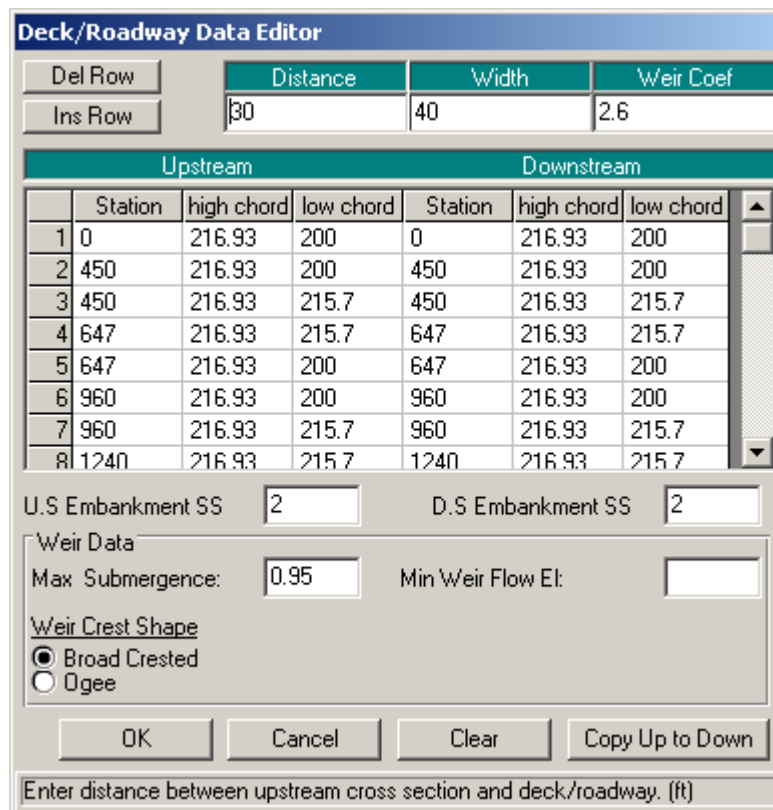 Deck/Roadway Data Editor
Del Row Distance Width Weir Coef
Ins Row 30 40 2.6
Upstream Downstream
Station high chord low chord Station high chord low chord
1 0 216.93 200 0 216.93 200
2 450 216.93 200 450 216.93 200
3 450 216.93 215.7 450 216.93 215.7
4 647 216.93 215.7 647 216.93 215.7
5 647 216.93 200 647 216.93 200
6 960 216.93 200 960 216.93 200
7 960 216.93 215.7 960 216.93 215.7
8 1240 216.93 215.7 1240 216.93 215.7
U.S Embankment SS 2 D.S Embankment SS 2
Weir Data
Max Submergence: 0.95 Min Weir Flow El:
Weir Crest Shape
Broad Crested
Ogee
OK Cancel Clear Copy Up to Down
Enter distance between upstream cross section and deck/roadway. (ft)